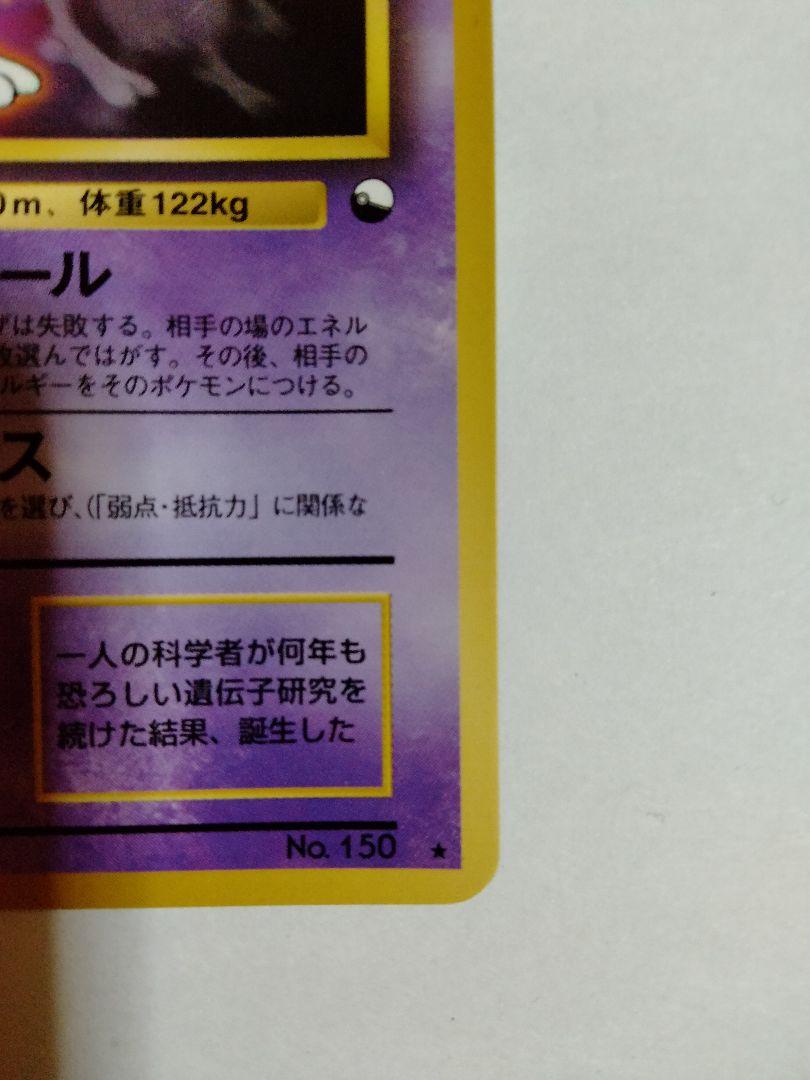 0m、体重122kg
ール
は失敗する。相手の場のエネル
選んではがす。その後、相手の
ルギーをそのポケモンにつける。
ス
を選び、(「弱点・抵抗力」に関係な
一人の科学者が何年も
恐ろしい遺伝子研究を
続けた結果、誕生した
No. 150 ★